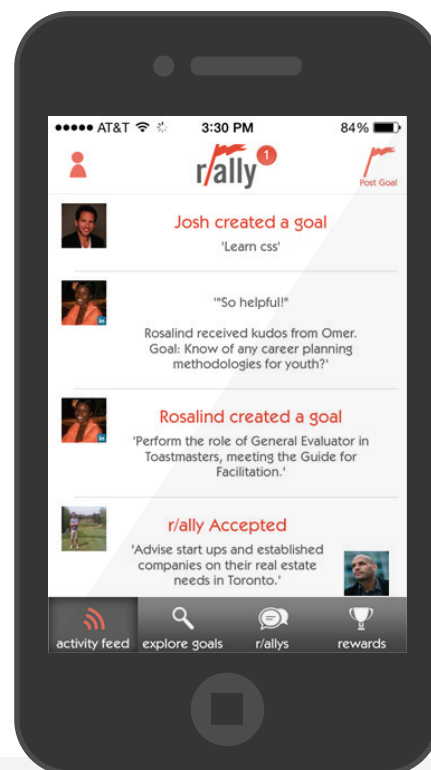 AT&T 3:30 PM 84%
r/ally 1
Post Goal
Josh created a goal
'Learn css'
'"So helpful!"
Rosalind received kudos from Omer.
Goal: Know of any career planning
methodologies for youth?'
Rosalind created a goal
'Perform the role of General Evaluator in
Toastmasters, meeting the Guide for
Facilitation.'
r/ally Accepted
'Advise start ups and established
companies on their real estate
needs in Toronto.'
activity feed explore goals r/allys rewards